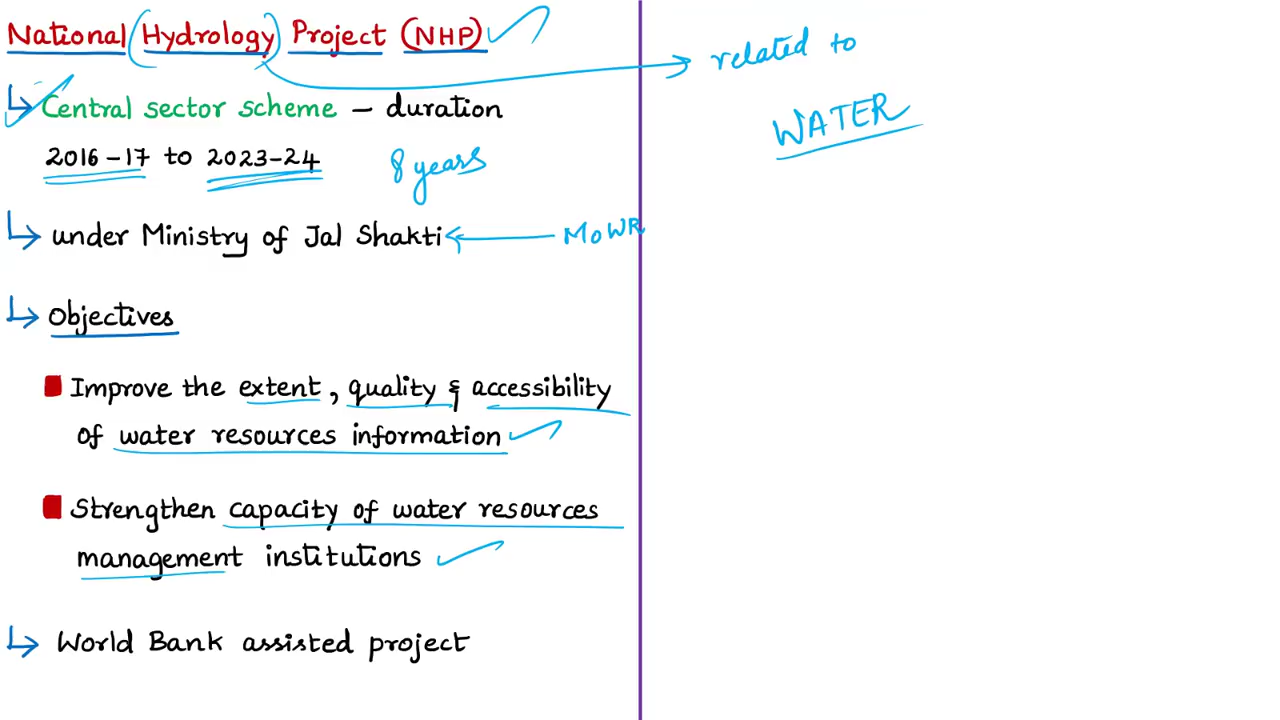 National (Hydrology) Project (NHP)
Central sector scheme – duration
2016-17 to 2023-24 8 years
under Ministry of Jal Shakti MoWR
Objectives
Improve the extent, quality & accessibility
of water resources information
Strengthen capacity of water resources
management institutions
World Bank assisted project
related to
WATER